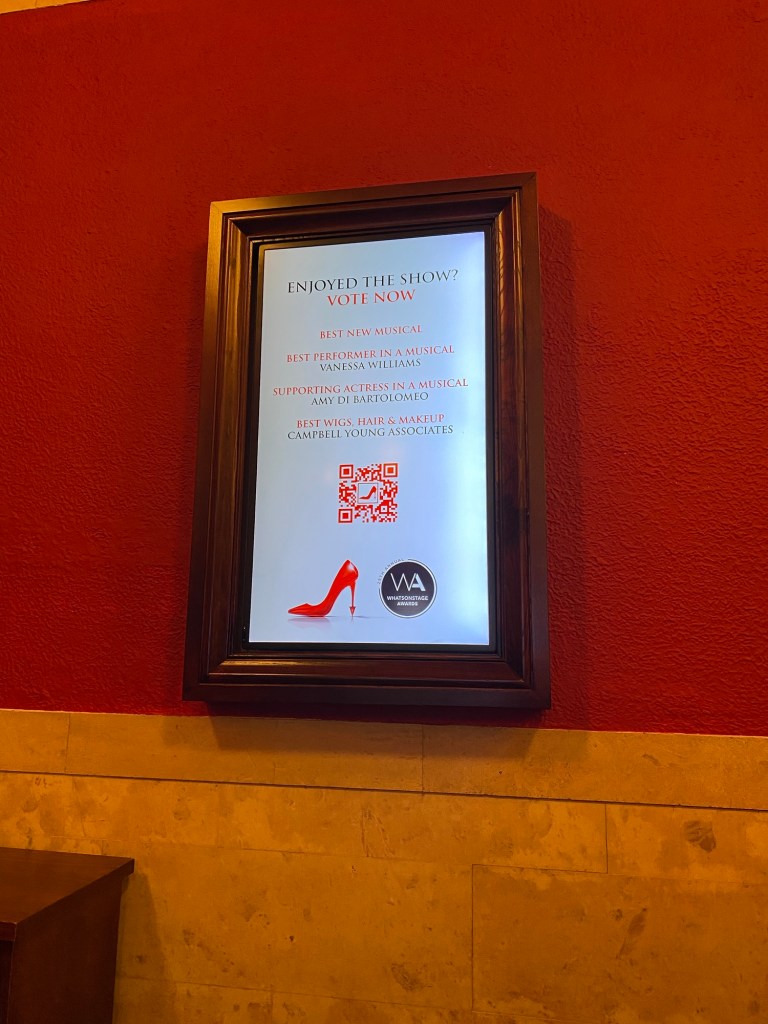 ENJOYED THE SHOW?
VOTE NOW
BEST NEW MUSICAL
BEST PERFORMER IN A MUSICAL
VANESSA WILLIAMS
SUPPORTING ACTRESS IN A MUSICAL
AMY DI BARTOLOMEO
BEST WIGS, HAIR & MAKEUP
CAMPBELL YOUNG ASSOCIATES
WA
WHATSONSTAGE
AWARDS